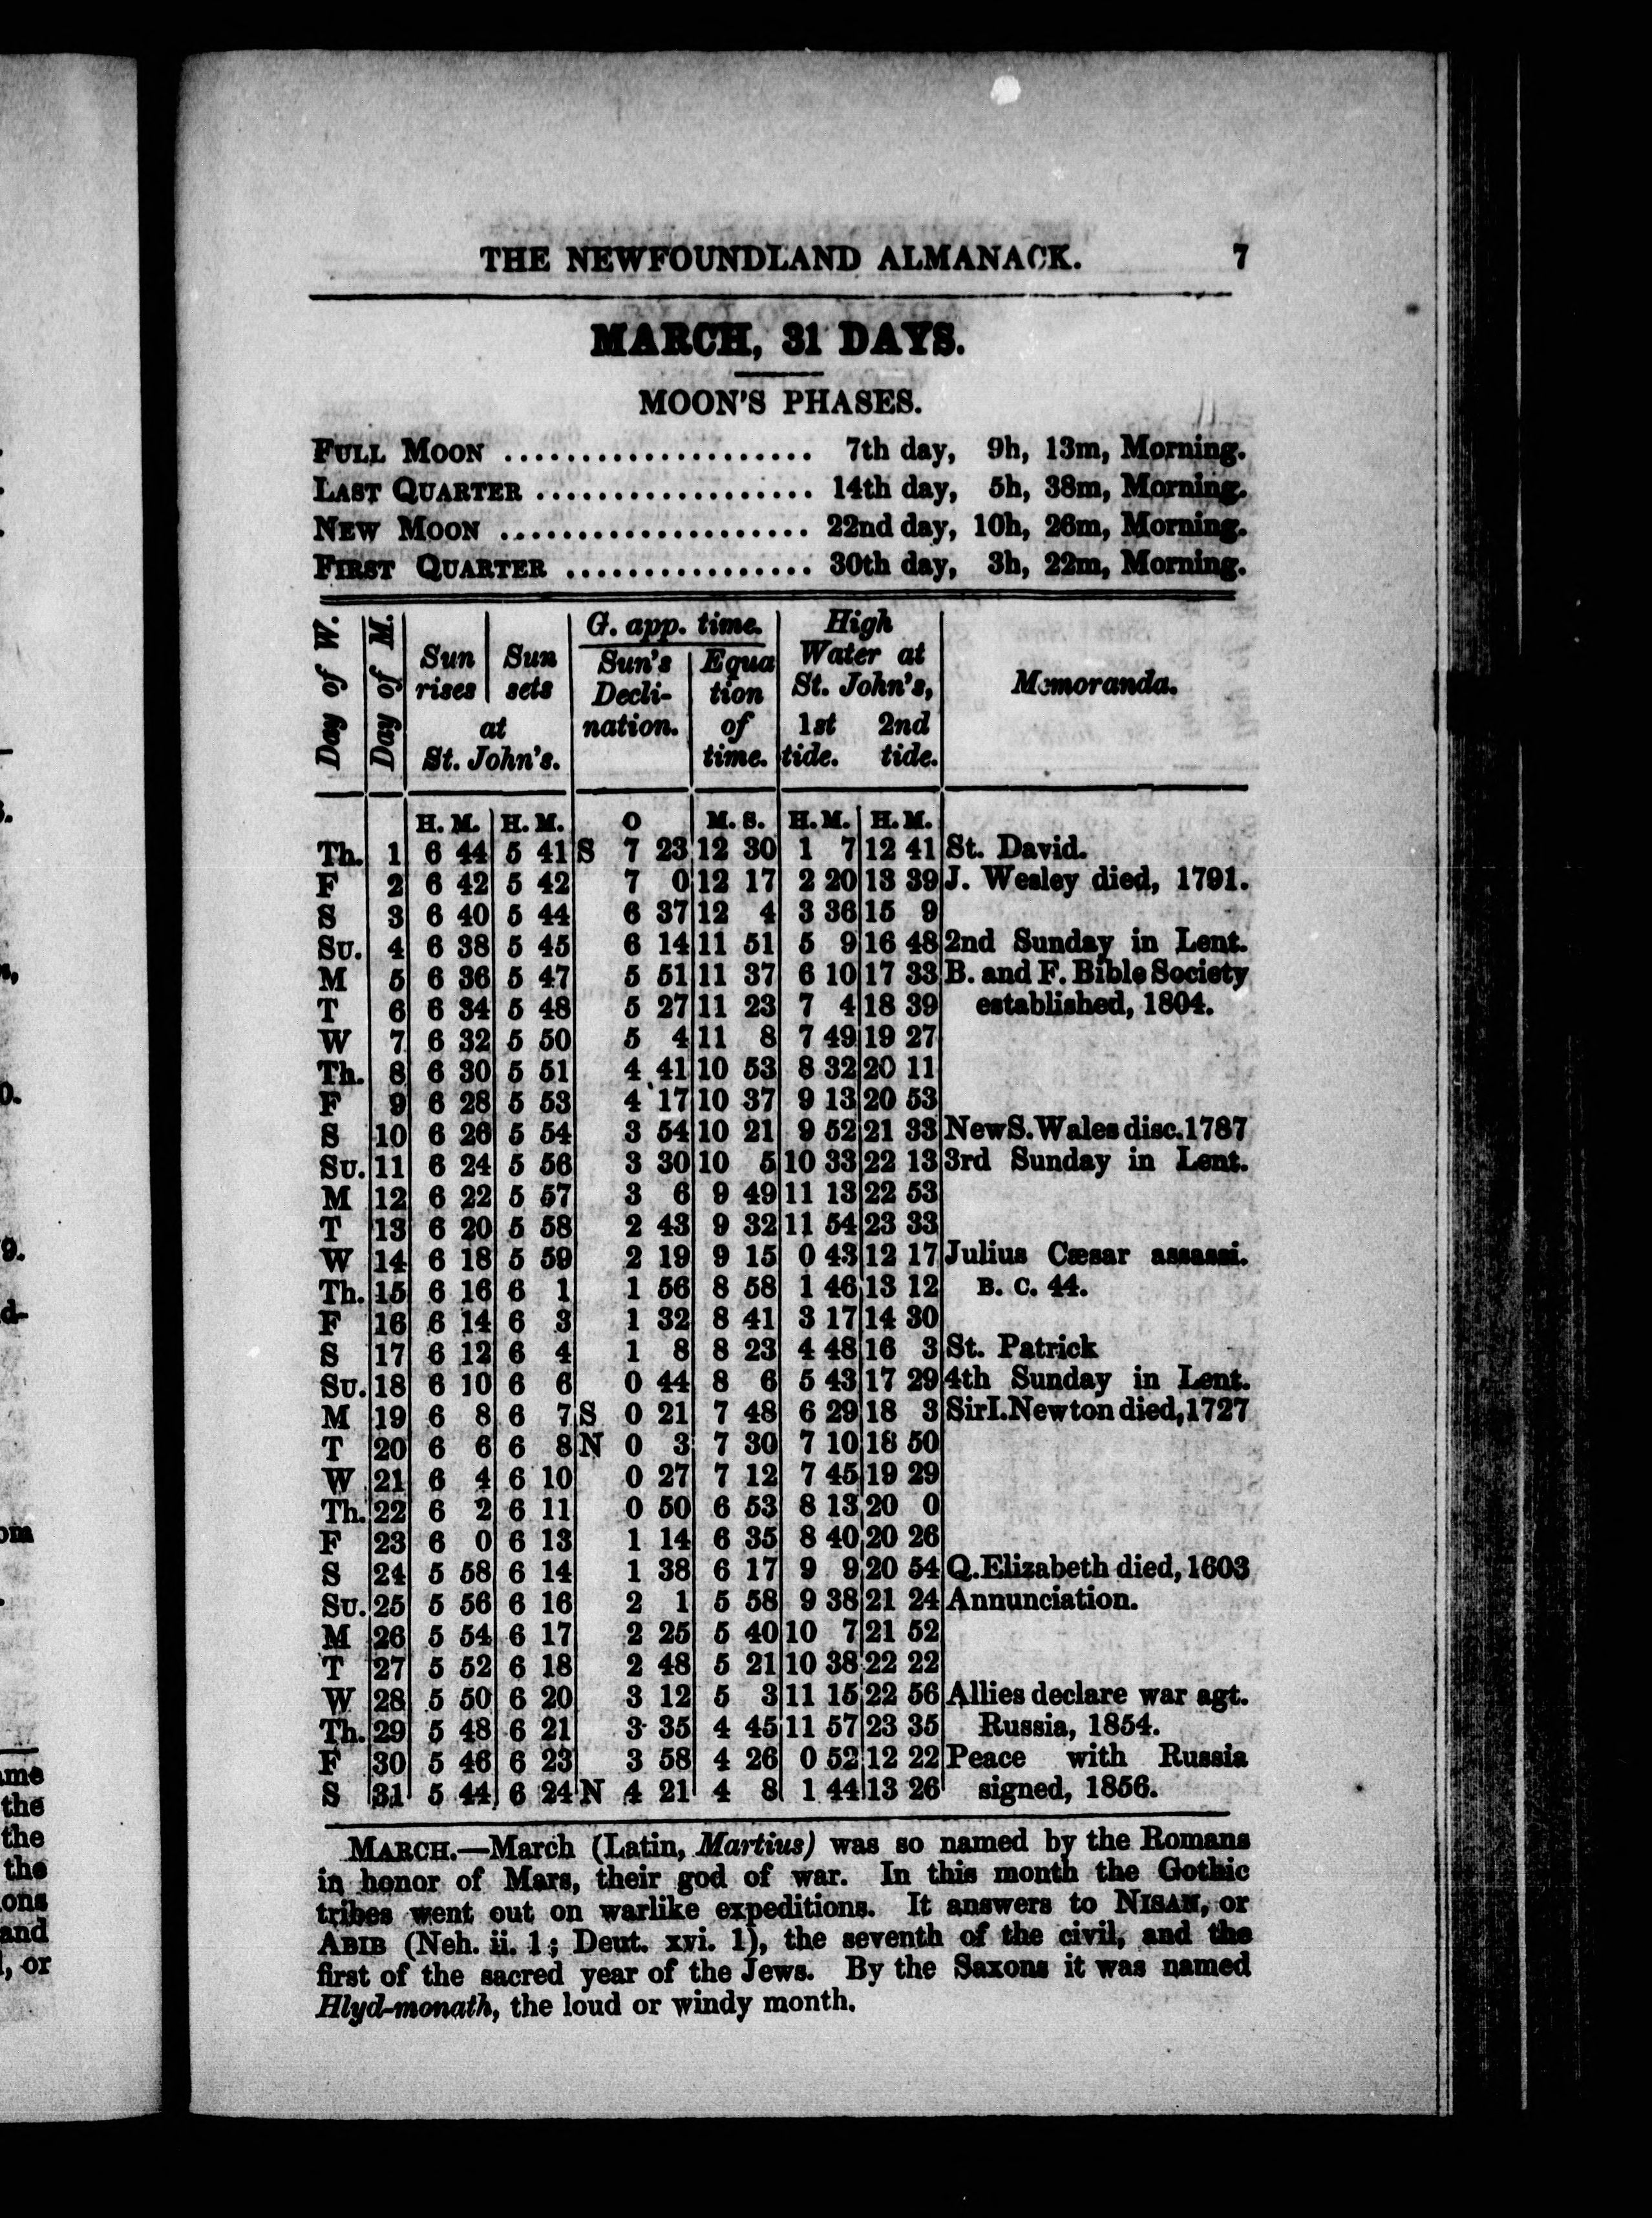 THE NEWFOUNDLAND ALMANACK. 7
MARCH, 31 DAYS.
MOON'S PHASES.
FULL MOON .................... 7th day, 9h, 13m, Morning.
LAST QUARTER .................. 14th day, 5h, 38m, Morning.
NEW MOON .................... 22nd day, 10h, 26m, Morning.
FIRST QUARTER ................ 30th day, 3h, 22m, Morning.
Day of W.
Day of M.
Sun rises
Sun sets
at
St. John's.
G. app. time.
Sun's Decli-nation.
Equa tion of time.
High Water at St. John's,
1st tide.
2nd tide.
Memoranda.
H. M. H. M. O M. S. H. M. H. M.
Th. 1 6 44 5 41 S 7 23 12 30 1 7 12 41 St. David.
F 2 6 42 5 42 7 0 12 17 2 20 13 39 J. Wesley died, 1791.
S 3 6 40 5 44 6 37 12 4 3 36 15 9
SU. 4 6 38 5 45 6 14 11 51 5 9 16 48 2nd Sunday in Lent.
M 5 6 36 5 47 5 51 11 37 6 10 17 33 B. and F. Bible Society
T 6 6 34 5 48 5 27 11 23 7 4 18 39 established, 1804.
W 7 6 32 5 50 5 4 11 8 7 49 19 27
Th. 8 6 30 5 51 4 41 10 53 8 32 20 11
F 9 6 28 5 53 4 17 10 37 9 13 20 53
S 10 6 26 5 54 3 54 10 21 9 52 21 33 New S. Wales disc. 1787
SU. 11 6 24 5 56 3 30 10 5 10 33 22 13 3rd Sunday in Lent.
M 12 6 22 5 57 3 6 9 49 11 13 22 53
T 13 6 20 5 58 2 43 9 32 11 54 23 33
W 14 6 18 5 59 2 19 9 15 0 43 12 17 Julius Cæsar assassi.
Th. 15 6 16 6 1 1 56 8 58 1 46 13 12 B. C. 44.
F 16 6 14 6 3 1 32 8 41 3 17 14 30
S 17 6 12 6 4 1 8 8 23 4 48 16 3 St. Patrick
SU. 18 6 10 6 6 0 44 8 6 5 43 17 29 4th Sunday in Lent.
M 19 6 8 6 7 S 0 21 7 48 6 29 18 3 Sir I. Newton died, 1727
T 20 6 6 6 8 N 0 3 7 30 7 10 18 50
W 21 6 4 6 10 0 27 7 12 7 45 19 29
Th. 22 6 2 6 11 0 50 6 53 8 13 20 0
F 23 6 0 6 13 1 14 6 35 8 40 20 26
S 24 5 58 6 14 1 38 6 17 9 9 20 54 Q. Elizabeth died, 1603
SU. 25 5 56 6 16 2 1 5 58 9 38 21 24 Annunciation.
M 26 5 54 6 17 2 25 5 40 10 7 21 52
T 27 5 52 6 18 2 48 5 21 10 38 22 22
W 28 5 50 6 20 3 12 5 3 11 15 22 56 Allies declare war agt.
Th. 29 5 48 6 21 3 35 4 45 11 57 23 35 Russia, 1854.
F 30 5 46 6 23 3 58 4 26 0 52 12 22 Peace with Russia
S 31 5 44 6 24 N 4 21 4 8 1 44 13 26 signed, 1856.
MARCH.—March (Latin, Martius) was so named by the Romans
in honor of Mars, their god of war. In this month the Gothic
tribes went out on warlike expeditions. It answers to NISAN, or
ABIB (Neh. ii. 1; Deut. xvi. 1), the seventh of the civil, and the
first of the sacred year of the Jews. By the Saxons it was named
Hlyd-monath, the loud or windy month.